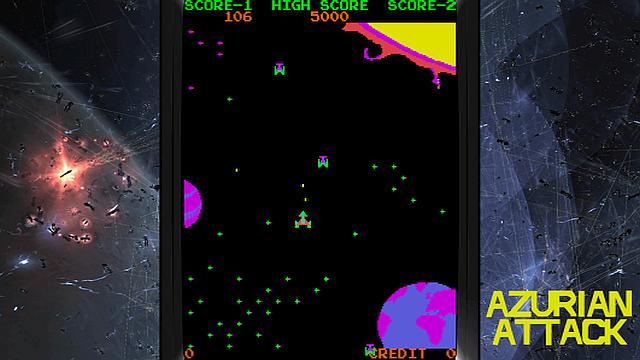 SCORE-1 HIGH SCORE SCORE-2
106 5000
AZURIAN
ATTACK
0 CREDIT 0